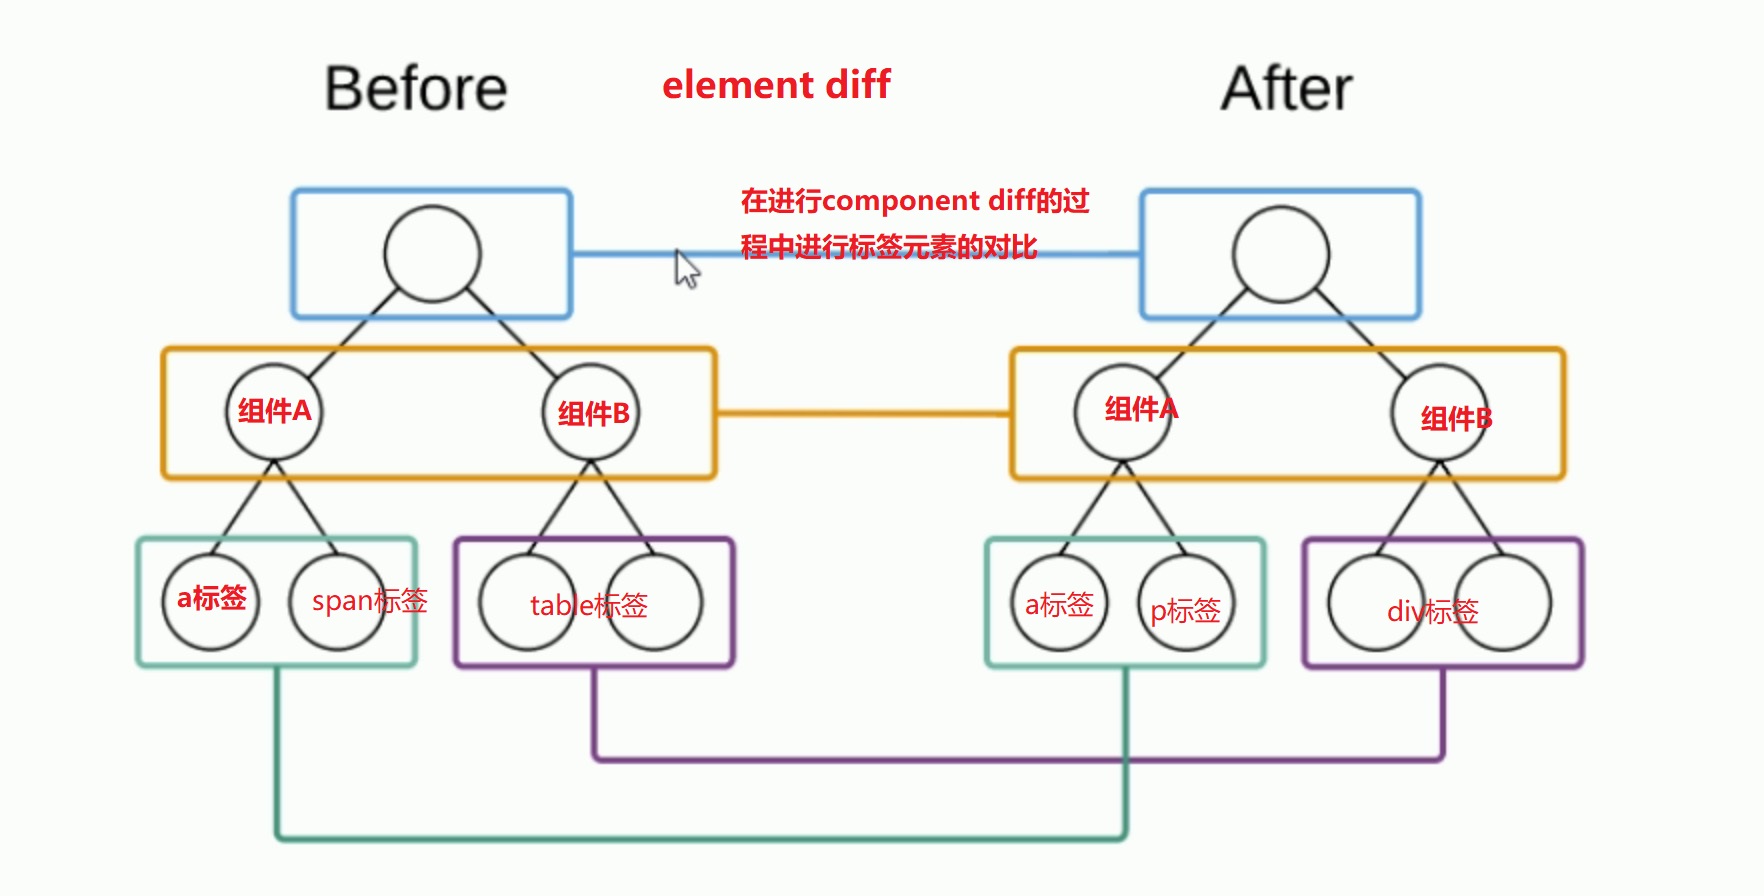 Before
element diff
After
在进行component diff的过
程中进行标签元素的对比
组件A
组件B
组件A
组件B
a标签
span标签
table标签
a标签
p标签
div标签